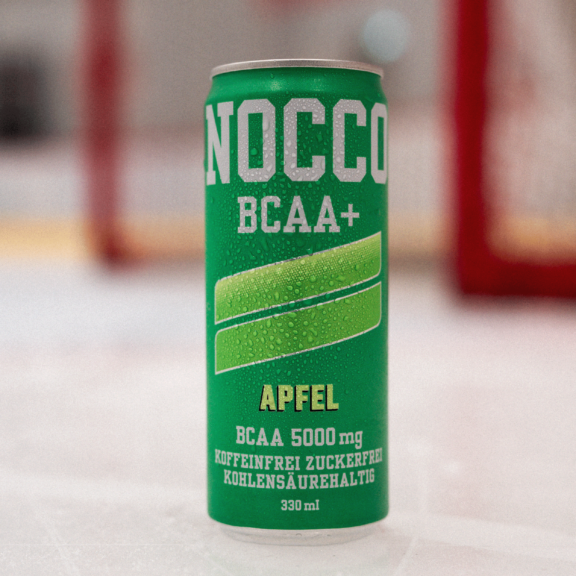 NOCCO
BCAA+
APFEL
BCAA 5000 mg
KOFFEINFREI ZUCKERFREI
KOHLENSÄUREHALTIG
330 ml